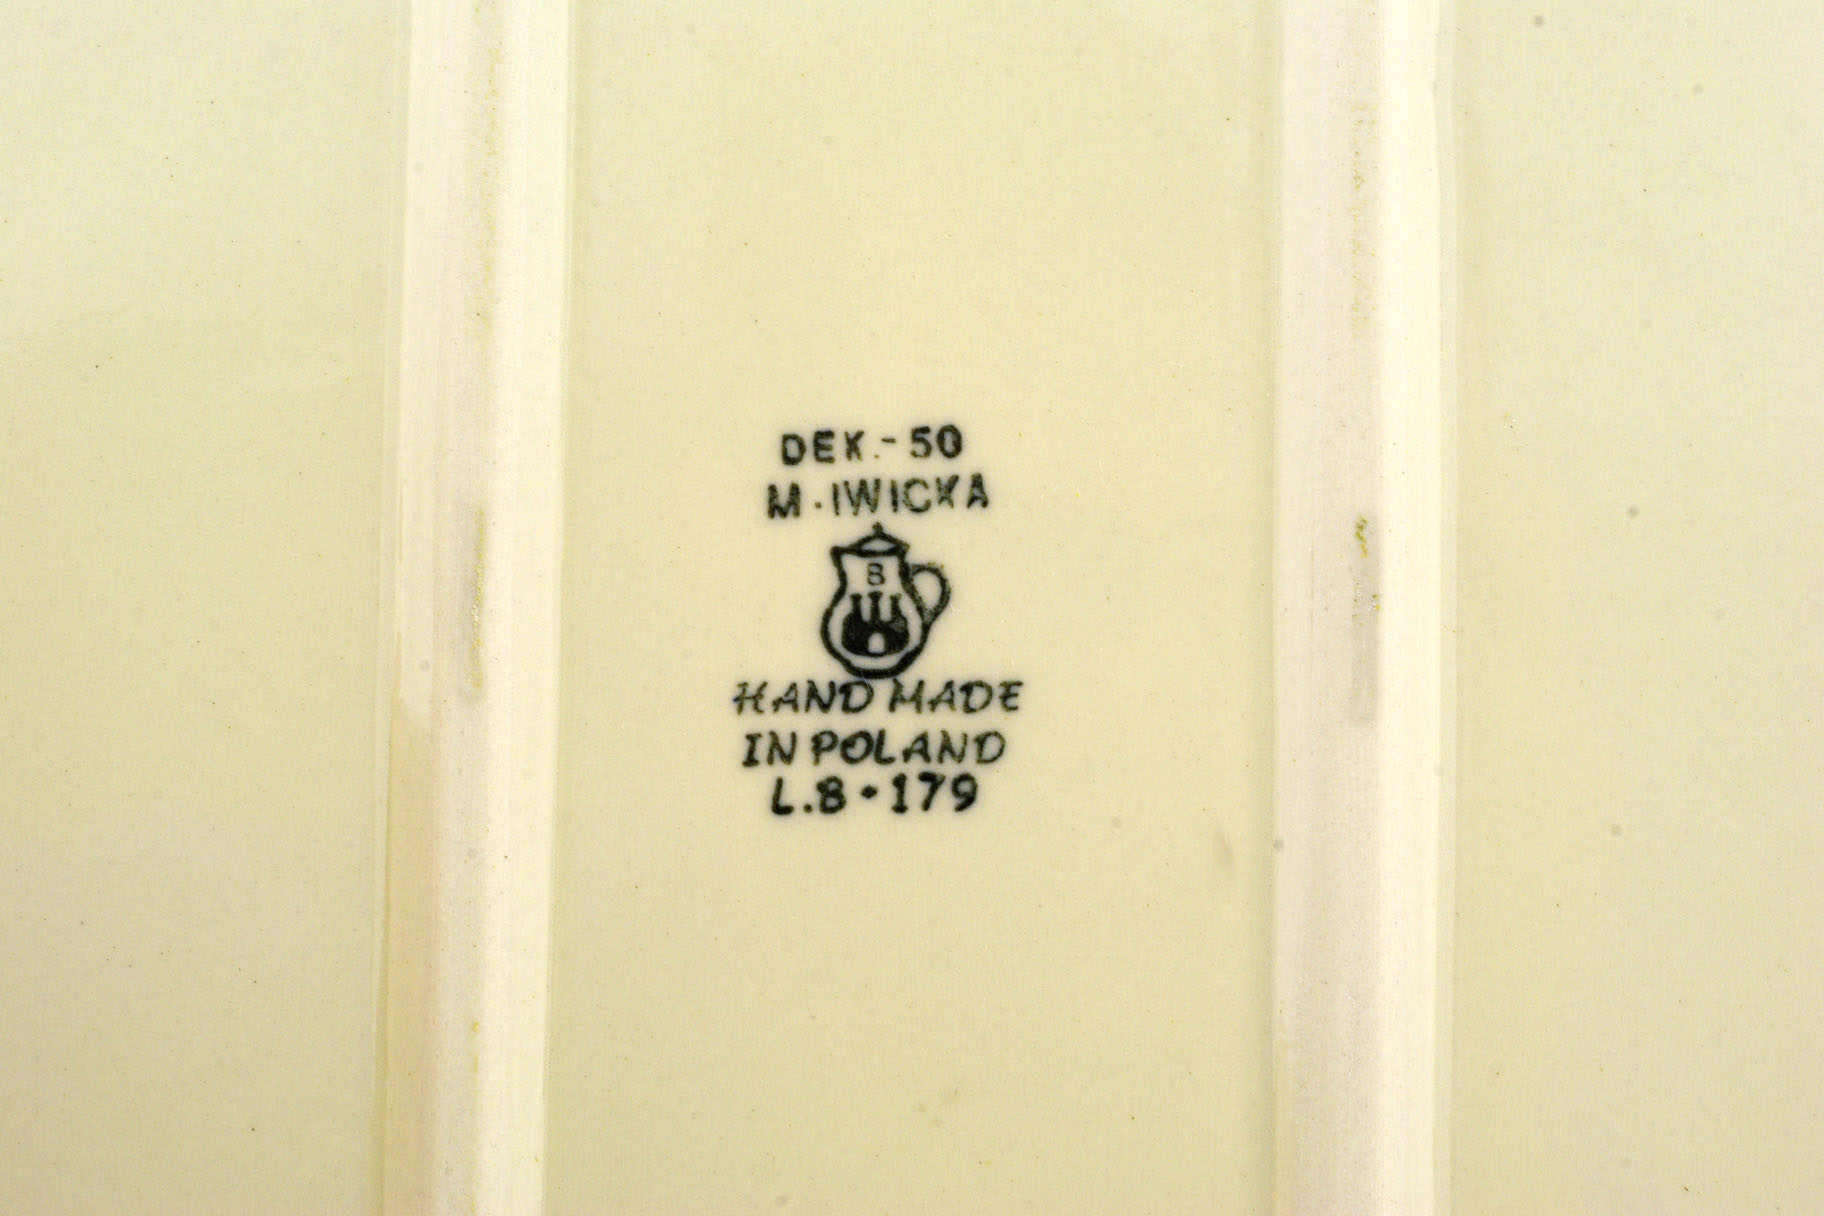 DEK.-50
M.IWICKA
B
HAND MADE
IN POLAND
L.8•179